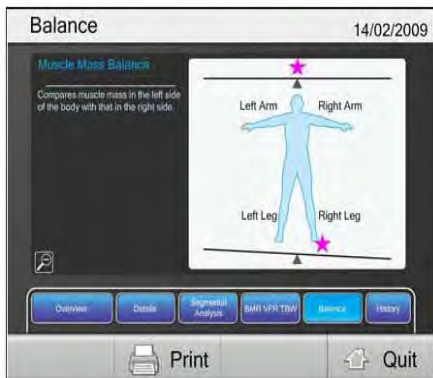 Balance
14/02/2009
Muscle Mass Balance
Compares muscle mass in the left side
of the body with that in the right side.
Left Arm
Right Arm
Left Leg
Right Leg
Overview
Details
Segmental
Analysis
BMR VFR TBW
Balance
History
Print
Quit